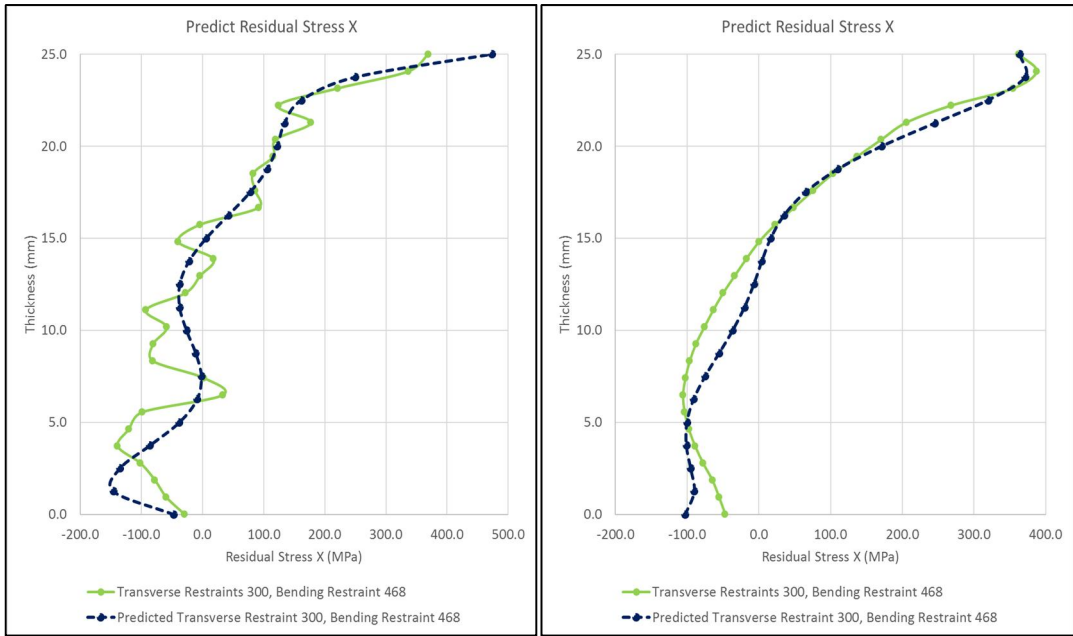 Predict Residual Stress X
25.0
20.0
15.0
10.0
5.0
0.0
Thickness (mm)
-200.0 -100.0 0.0 100.0 200.0 300.0 400.0 500.0
Residual Stress X (MPa)
Transverse Restraints 300, Bending Restraint 468
Predicted Transverse Restraint 300, Bending Restraint 468
Predict Residual Stress X
25.0
20.0
15.0
10.0
5.0
0.0
Thickness (mm)
-200.0 -100.0 0.0 100.0 200.0 300.0 400.0
Residual Stress X (MPa)
Transverse Restraints 300, Bending Restraint 468
Predicted Transverse Restraint 300, Bending Restraint 468